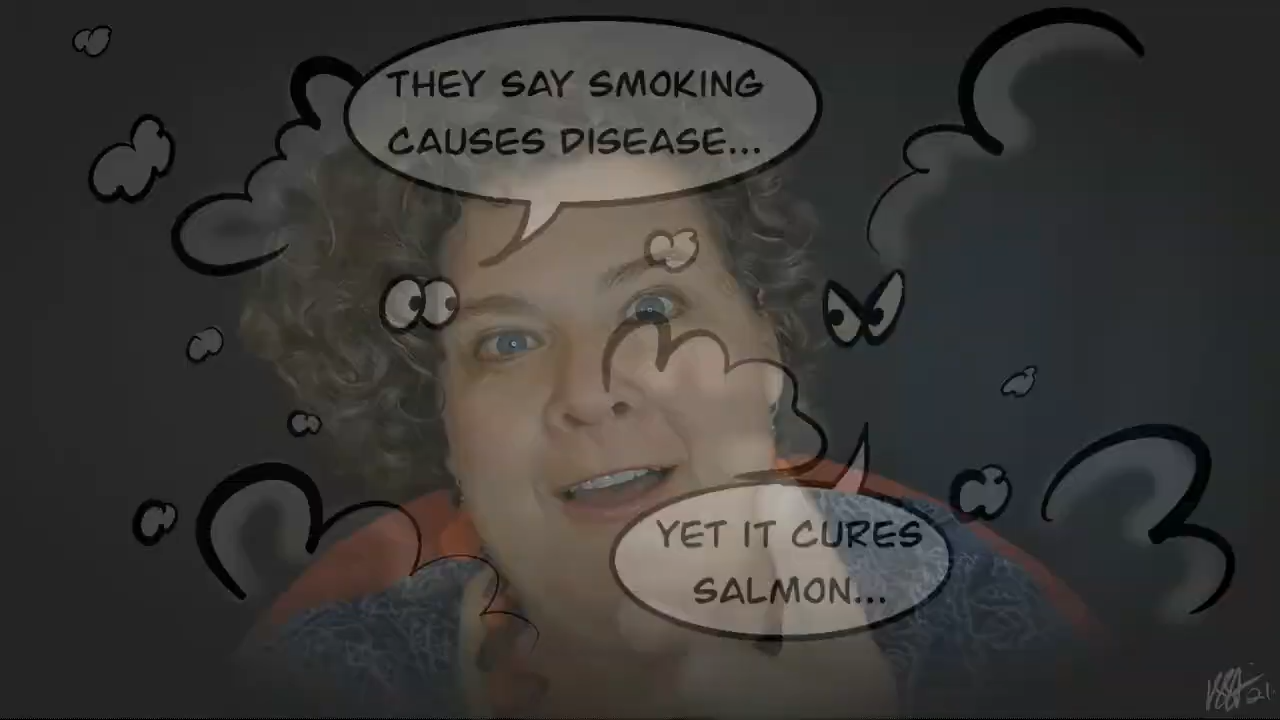 THEY SAY SMOKING
CAUSES DISEASE...
YET IT CURES
SALMON...